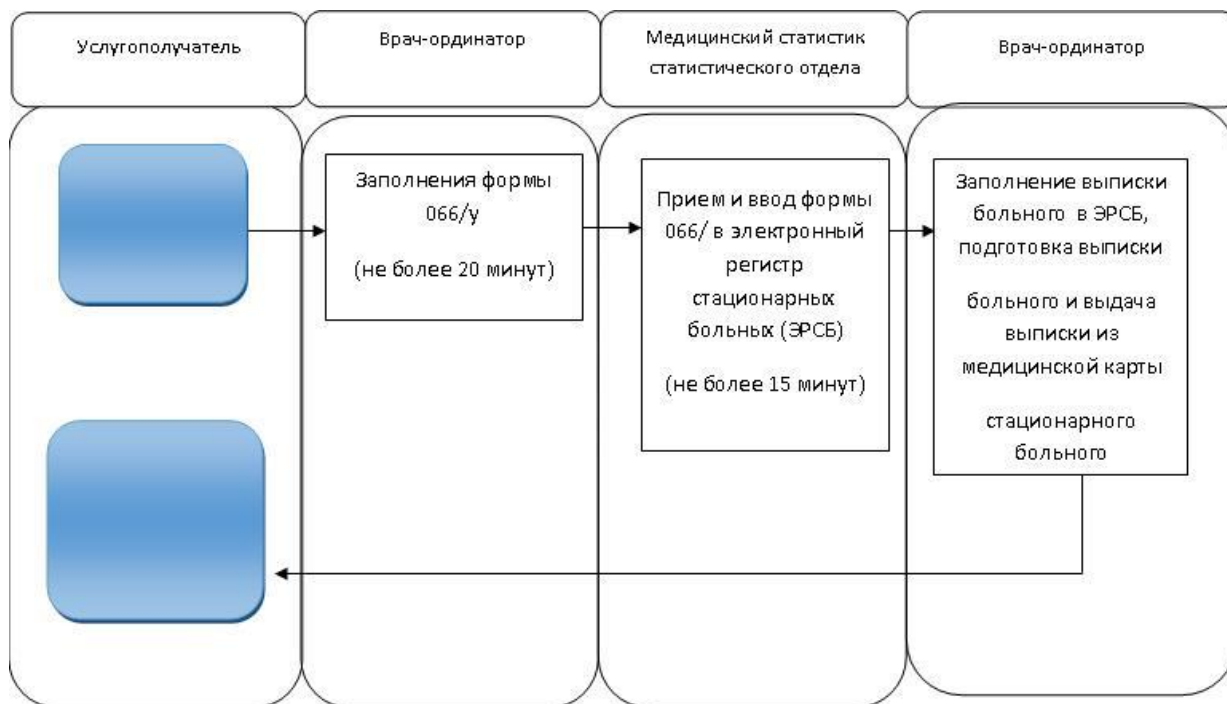 Услугополучатель
Врач-ординатор
Медицинский статистик
статистического отдела
Врач-ординатор
Заполнения формы
066/у
(не более 20 минут)
Прием и ввод формы
066/ в электронный
регистр
стационарных
больных (ЭРСБ)
(не более 15 минут)
Заполнение выписки
больного в ЭРСБ,
подготовка выписки
больного и выдача
выписки из
медицинской карты
стационарного
больного